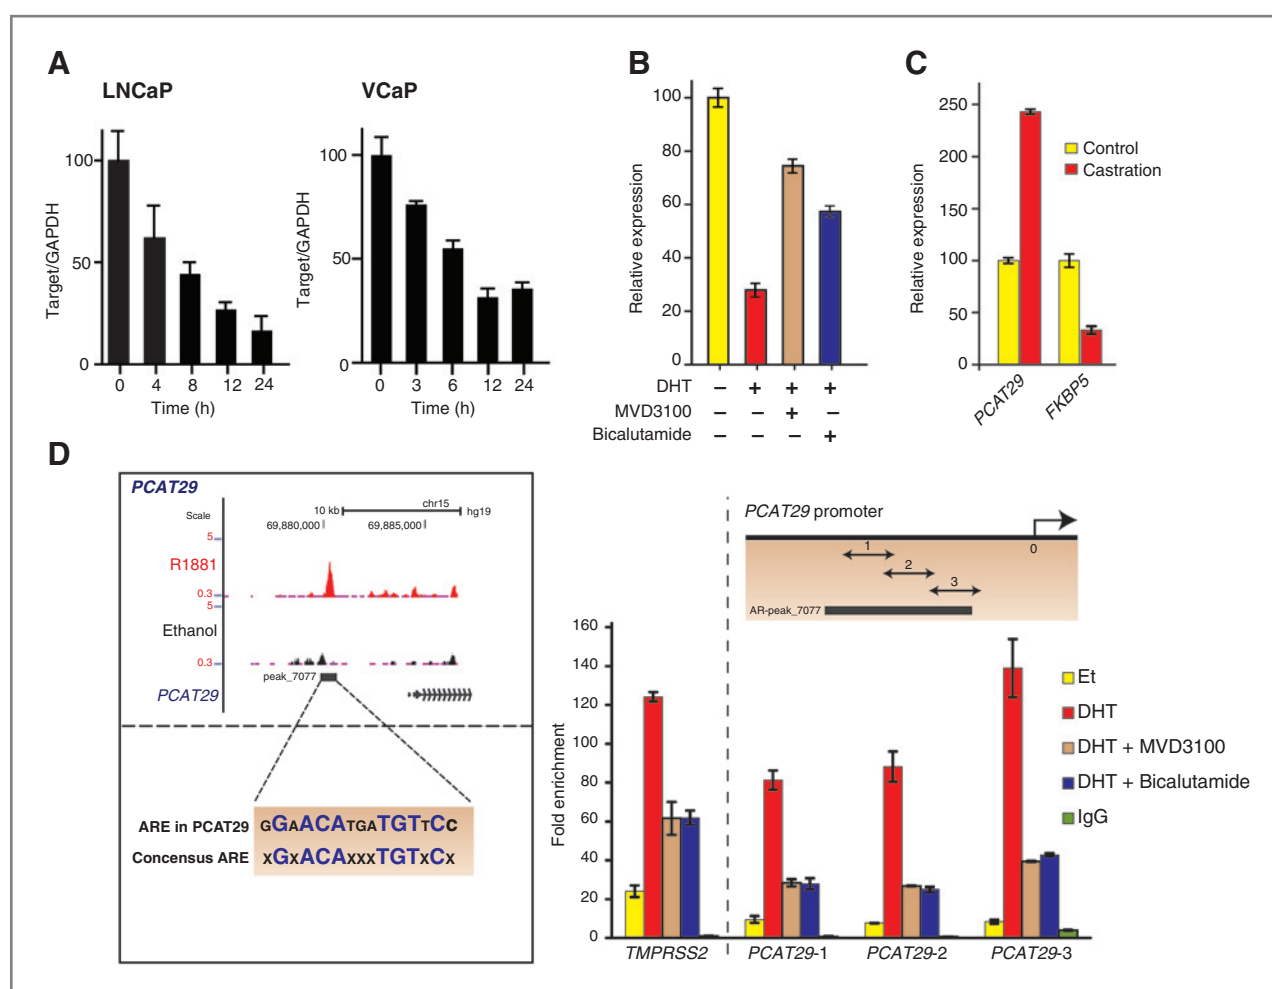 A
LNCaP
Target/GAPDH
100
50
0
0 4 8 12 24
Time (h)
VCaP
Target/GAPDH
100
50
0
0 3 6 12 24
Time (h)
B
Relative expression
100
80
60
40
20
0
DHT – + + +
MVD3100 – – + –
Bicalutamide – – – +
C
Relative expression
250
200
150
100
50
0
Control
Castration
PCAT29
FKBP5
D
PCAT29
Scale
10 kb
chr15
hg19
69,880,000
69,885,000
5
R1881
0.3
5
Ethanol
0.3
peak_7077
PCAT29
ARE in PCAT29 GGAACATGATGTTCc
Concensus ARE xGxACAxxxTGTxCx
PCAT29 promoter
0
1
2
3
AR-peak_7077
Fold enrichment
160
140
120
100
80
60
40
20
0
TMPRSS2
PCAT29-1
PCAT29-2
PCAT29-3
Et
DHT
DHT + MVD3100
DHT + Bicalutamide
IgG